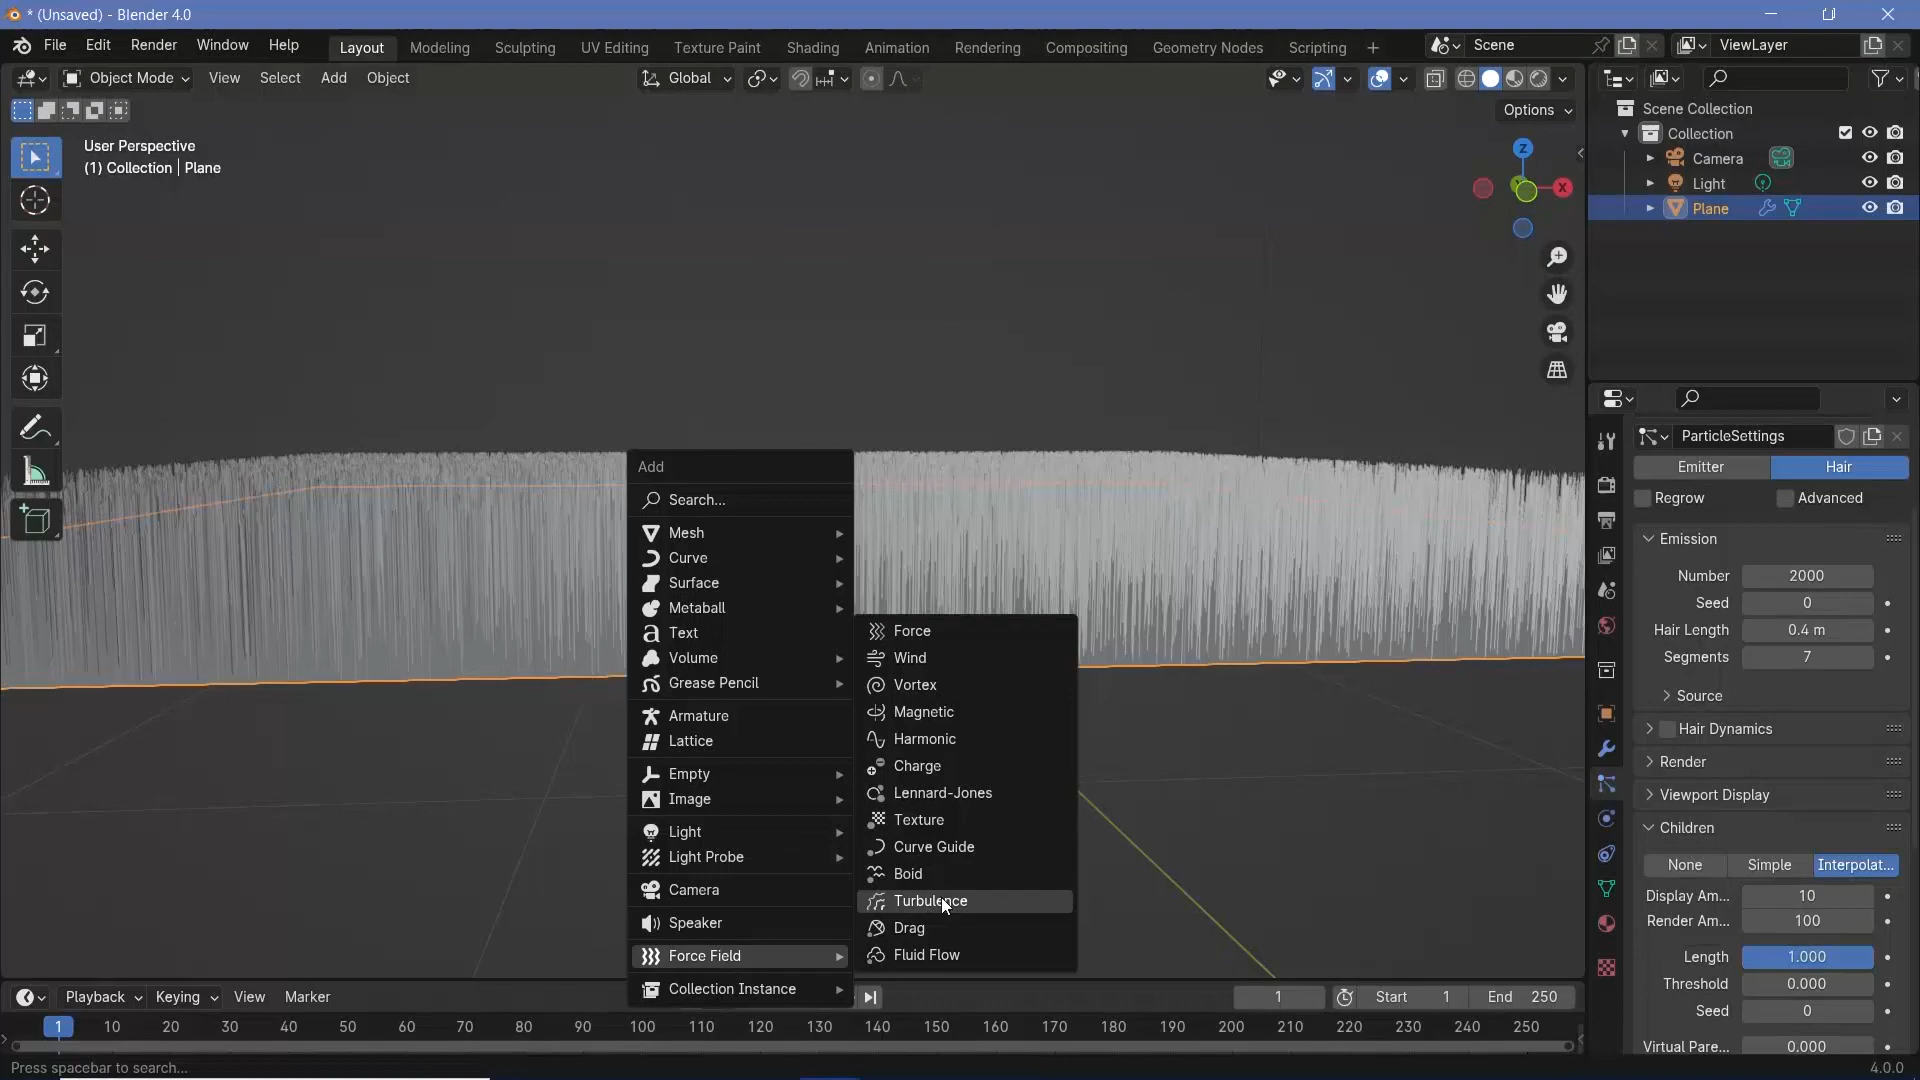 * (Unsaved) - Blender 4.0
File Edit Render Window Help
Layout Modeling Sculpting UV Editing Texture Paint Shading Animation Rendering Compositing Geometry Nodes Scripting +
Scene
ViewLayer
Object Mode View Select Add Object
Global
Options
User Perspective
(1) Collection | Plane
Z
X
Scene Collection
Collection
Camera
Light
Plane
ParticleSettings
Emitter Hair
Regrow Advanced
Emission
Number 2000
Seed 0
Hair Length 0.4 m
Segments 7
Source
Hair Dynamics
Render
Viewport Display
Children
None Simple Interpolat...
Display Am... 10
Render Am... 100
Length 1.000
Threshold 0.000
Seed 0
Virtual Pare... 0.000
Add
Search...
Mesh
Curve
Surface
Metaball
Text
Volume
Grease Pencil
Armature
Lattice
Empty
Image
Light
Light Probe
Camera
Speaker
Force Field
Collection Instance
Force
Wind
Vortex
Magnetic
Harmonic
Charge
Lennard-Jones
Texture
Curve Guide
Boid
Turbulence
Drag
Fluid Flow
Playback Keying View Marker
1 Start 1 End 250
1 10 20 30 40 50 60 70 80 90 100 110 120 130 140 150 160 170 180 190 200 210 220 230 240 250
Press spacebar to search...
4.0.0